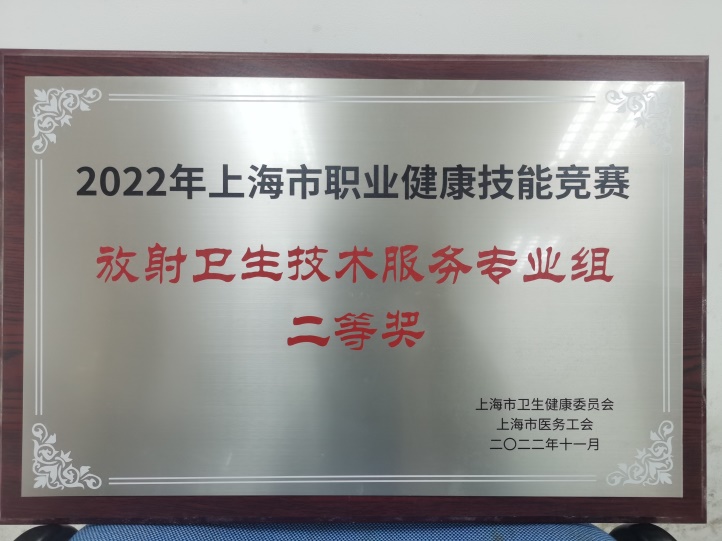 2022年上海市职业健康技能竞赛
放射卫生技术服务专业组
二等奖
上海市卫生健康委员会
上海市医务工会
二〇二二年十一月